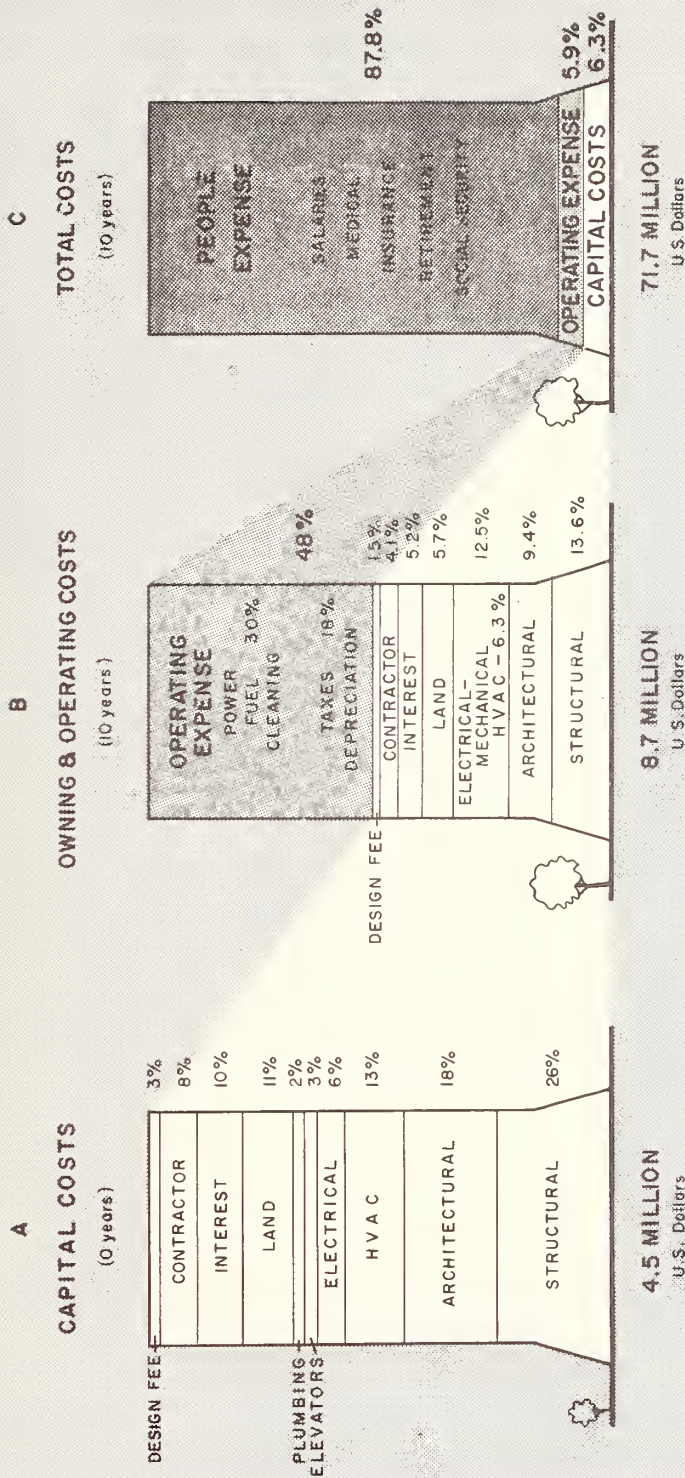 A
CAPITAL COSTS
(0 years)
DESIGN FEE
3%
CONTRACTOR
8%
INTEREST
10%
LAND
11%
PLUMBING
2%
ELEVATORS
3%
ELECTRICAL
6%
HVAC
13%
ARCHITECTURAL
18%
STRUCTURAL
26%
4.5 MILLION
U.S. Dollars
B
OWNING & OPERATING COSTS
(10 years)
OPERATING
EXPENSE
POWER
FUEL 30%
CLEANING
48%
TAXES 18%
DEPRECIATION
DESIGN FEE
1.5%
CONTRACTOR
4.1%
INTEREST
5.2%
LAND
5.7%
ELECTRICAL-
MECHANICAL
HVAC - 6.3%
12.5%
ARCHITECTURAL
9.4%
STRUCTURAL
13.6%
8.7 MILLION
U.S. Dollars
C
TOTAL COSTS
(10 years)
PEOPLE
EXPENSE
SALARIES
MEDICAL
INSURANCE
RETIREMENT
SOCIAL SECURITY
87.8%
OPERATING EXPENSE
5.9%
CAPITAL COSTS
6.3%
71.7 MILLION
U.S. Dollars